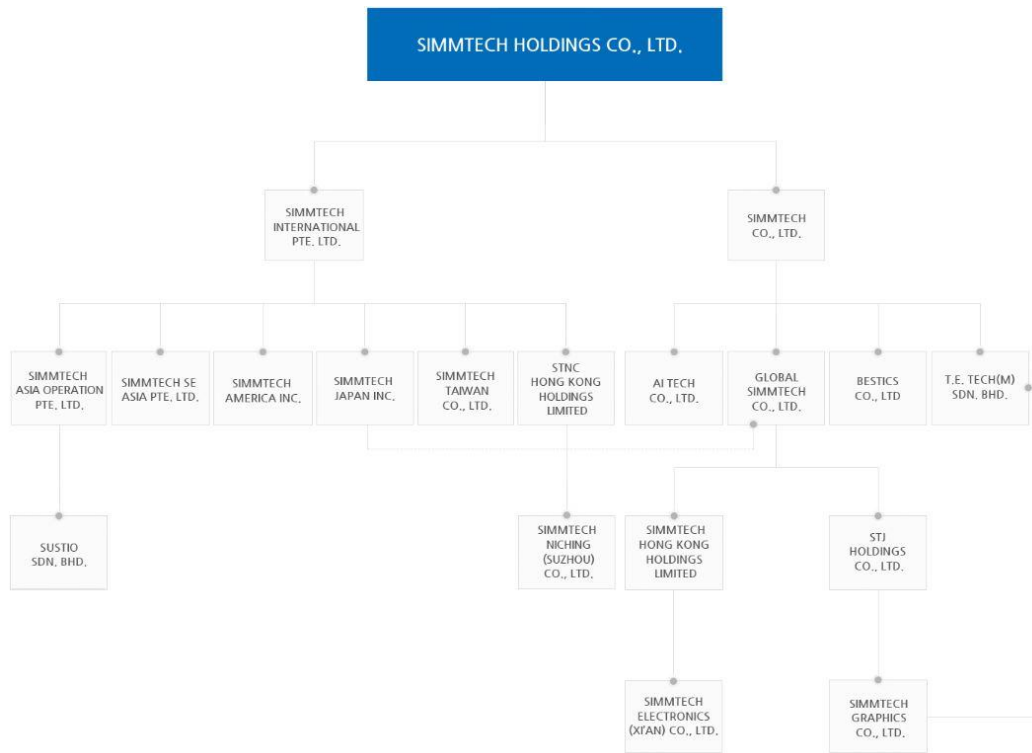 SIMMTECH HOLDINGS CO., LTD.
SIMMTECH
INTERNATIONAL
PTE. LTD.
SIMMTECH
CO., LTD.
SIMMTECH
ASIA OPERATION
PTE. LTD.
SIMMTECH SE
ASIA PTE. LTD.
SIMMTECH
AMERICA INC.
SIMMTECH
JAPAN INC.
SIMMTECH
TAIWAN
CO., LTD.
STNC
HONG KONG
HOLDINGS
LIMITED
AI TECH
CO., LTD.
GLOBAL
SIMMTECH
CO., LTD.
BESTICS
CO., LTD
T.E. TECH(M)
SDN. BHD.
SUSTIO
SDN. BHD.
SIMMTECH
NICHING
(SUZHOU)
CO., LTD.
SIMMTECH
HONG KONG
HOLDINGS
LIMITED
STJ
HOLDINGS
CO., LTD.
SIMMTECH
ELECTRONICS
(XI'AN) CO., LTD.
SIMMTECH
GRAPHICS
CO., LTD.